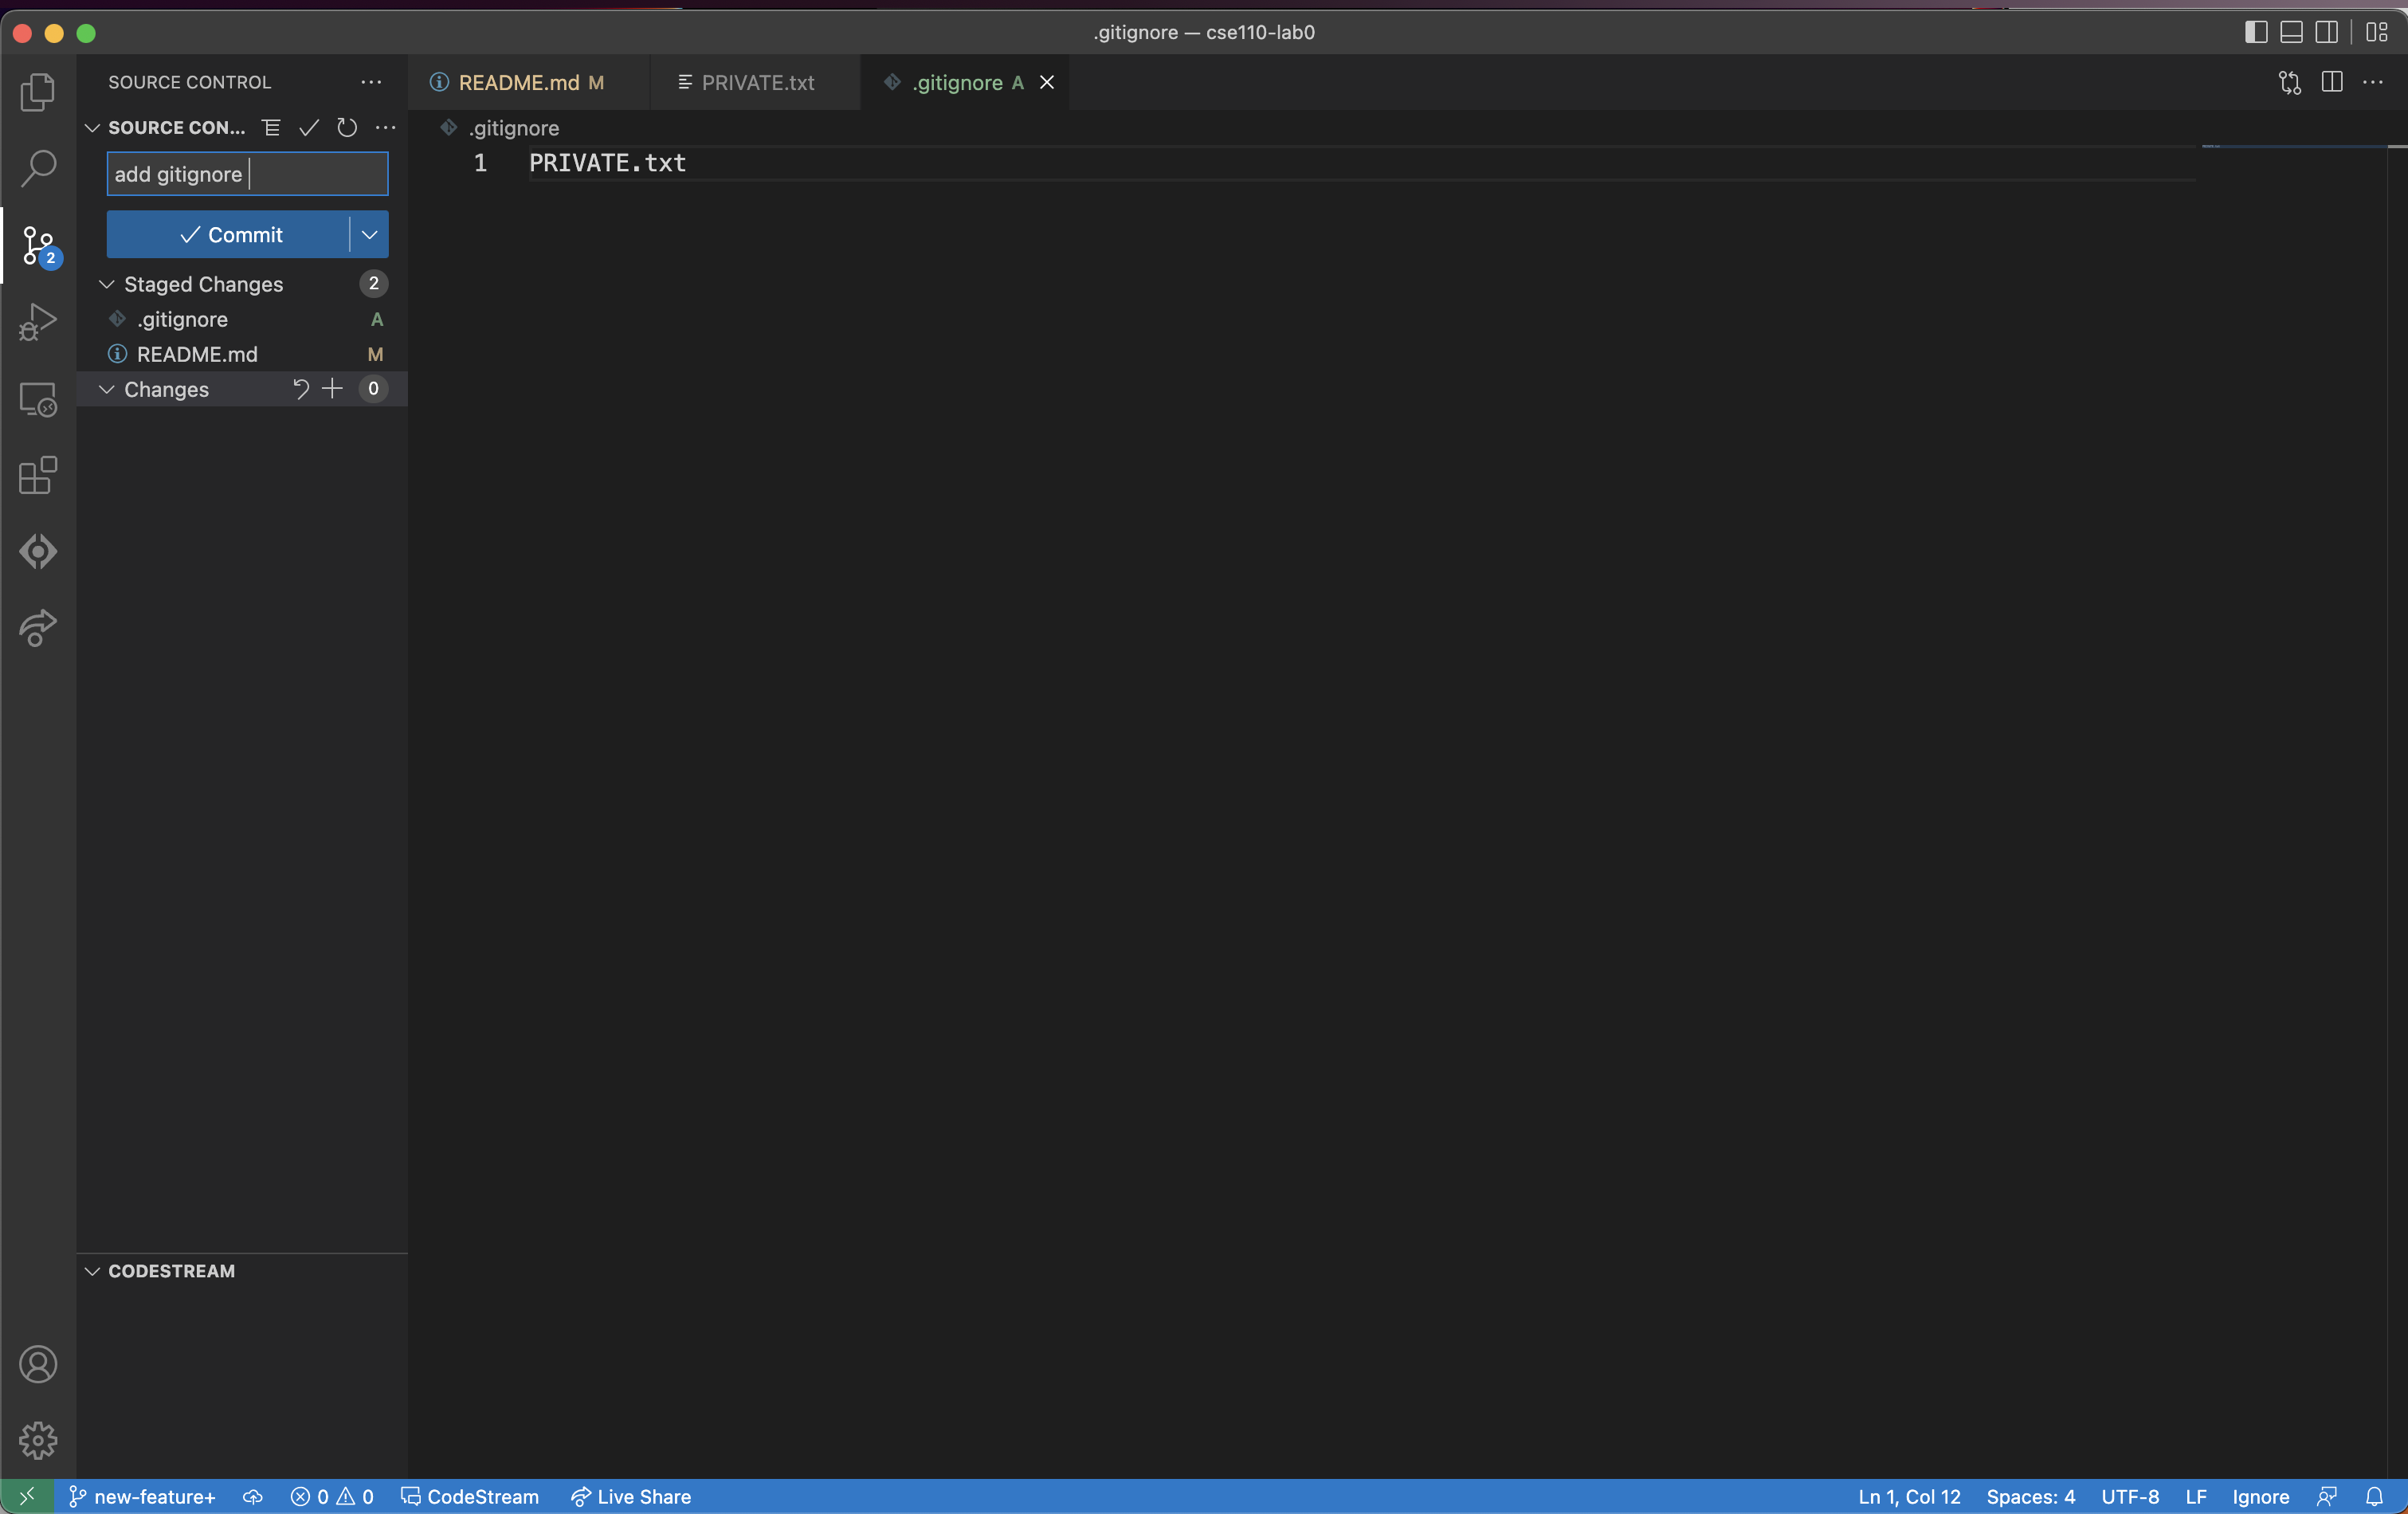 .gitignore — cse110-lab0
SOURCE CONTROL
README.md M
PRIVATE.txt
.gitignore A
SOURCE CON...
.gitignore
add gitignore
1 PRIVATE.txt
Commit
2
Staged Changes 2
.gitignore A
README.md M
Changes 0
CODESTREAM
new-feature+ 0 0 CodeStream Live Share Ln 1, Col 12 Spaces: 4 UTF-8 LF Ignore